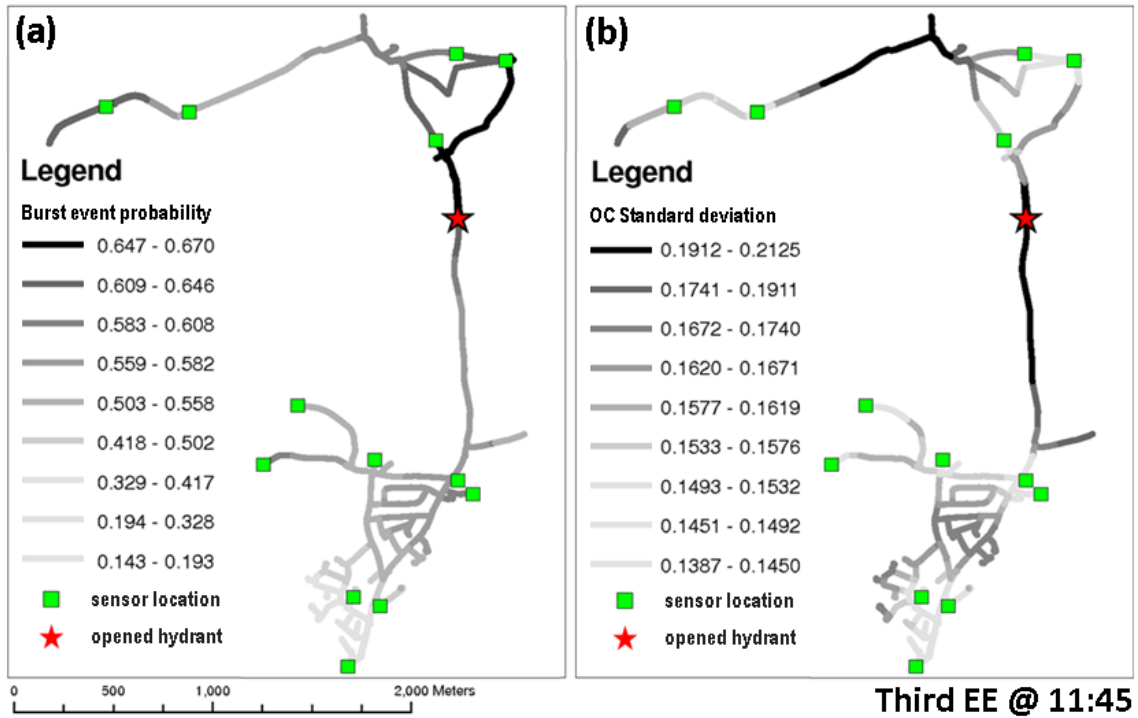 (a)
Legend
Burst event probability
0.647 - 0.670
0.609 - 0.646
0.583 - 0.608
0.559 - 0.582
0.503 - 0.558
0.418 - 0.502
0.329 - 0.417
0.194 - 0.328
0.143 - 0.193
sensor location
opened hydrant
(b)
Legend
OC Standard deviation
0.1912 - 0.2125
0.1741 - 0.1911
0.1672 - 0.1740
0.1620 - 0.1671
0.1577 - 0.1619
0.1533 - 0.1576
0.1493 - 0.1532
0.1451 - 0.1492
0.1387 - 0.1450
sensor location
opened hydrant
0 500 1,000 2,000 Meters
Third EE @ 11:45